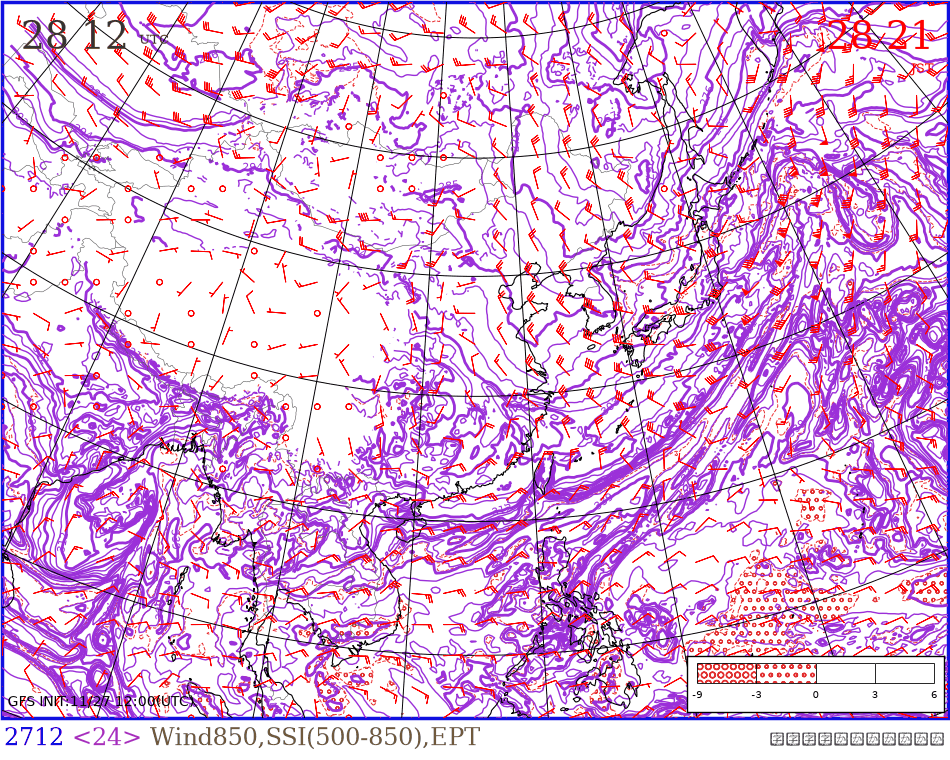 28 12 UTC
28 21
GFS INIT:11/27 12:00(UTC)
-9 -3 0 3 6
2712 <24> Wind850,SSI(500-850),EPT